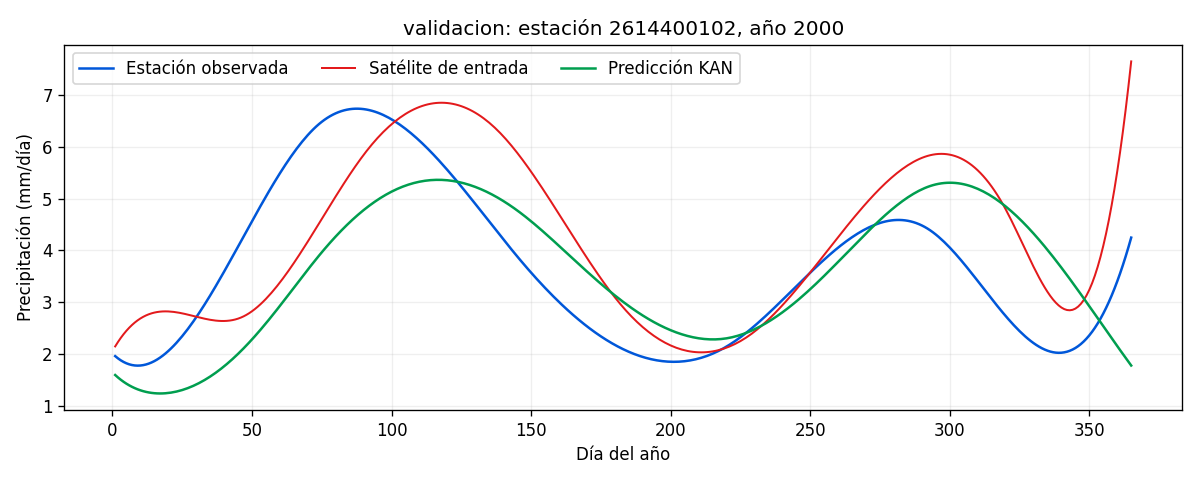 validacion: estación 2614400102, año 2000
Estación observada
Satélite de entrada
Predicción KAN
Precipitación (mm/día)
7
6
5
4
3
2
1
0
50
100
150
200
250
300
350
Día del año